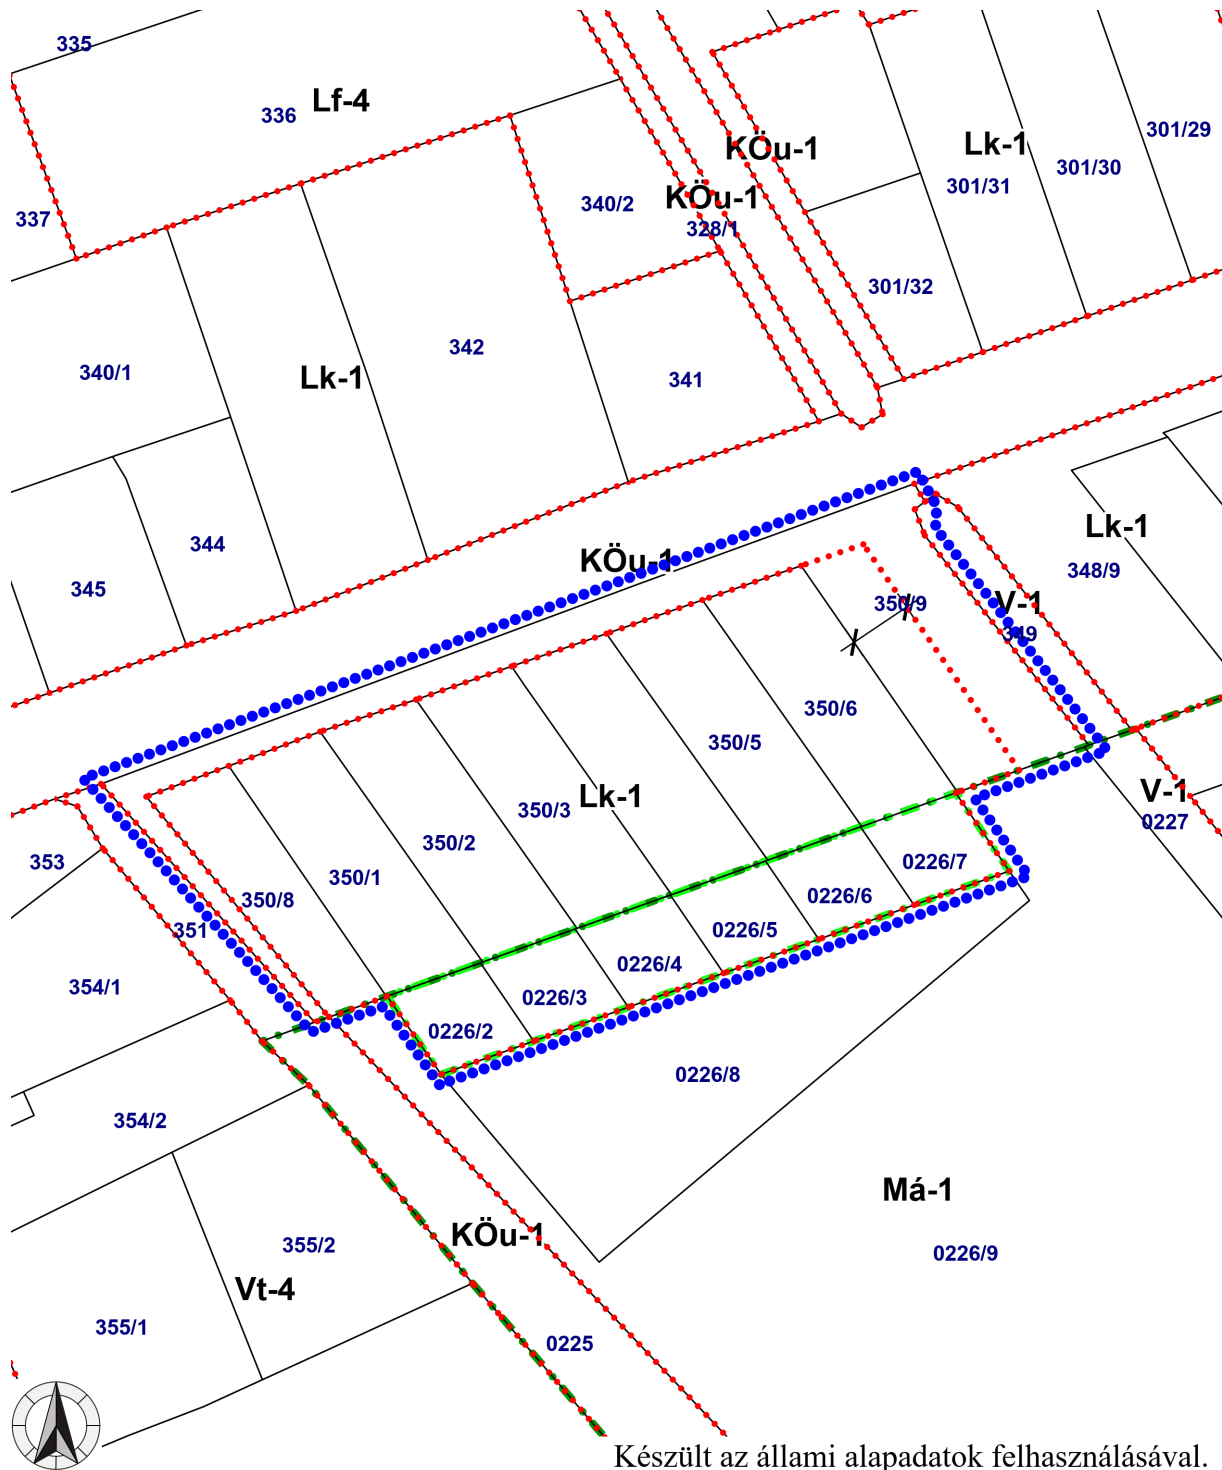 335
336
Lf-4
337
340/2
KÖu-1
KÖu-1
328/1
Lk-1
301/29
301/30
301/31
301/32
340/1
Lk-1
342
341
344
345
KÖu-1
Lk-1
348/9
350/9
V-1
349
350/6
350/5
Lk-1
350/3
350/2
350/1
350/8
353
351
354/1
V-1
0227
0226/7
0226/6
0226/5
0226/4
0226/3
0226/2
0226/8
354/2
Má-1
0226/9
KÖu-1
355/2
Vt-4
355/1
0225
Készült az állami alapadatok felhasználásával.